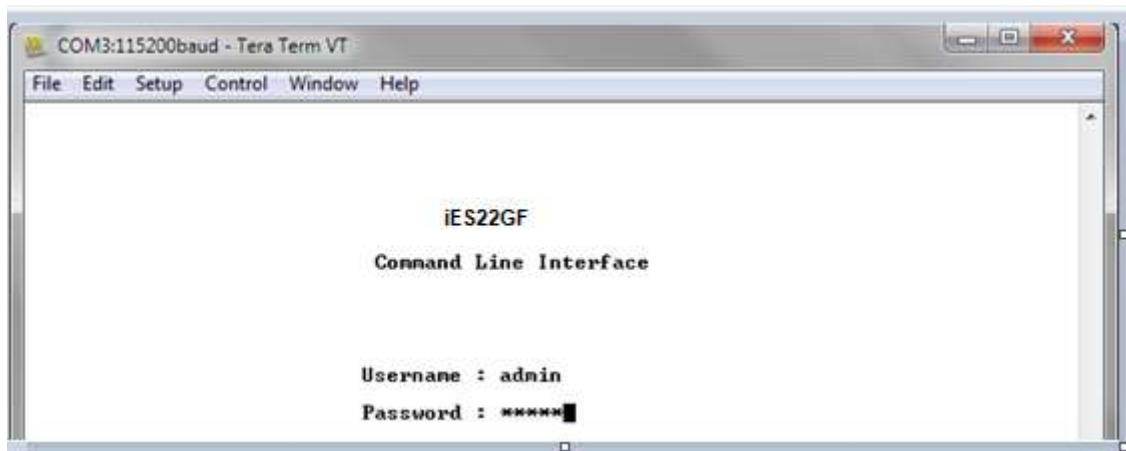 COM3:115200baud - Tera Term VT
File Edit Setup Control Window Help
iES22GF
Command Line Interface
Username : admin
Password : *****